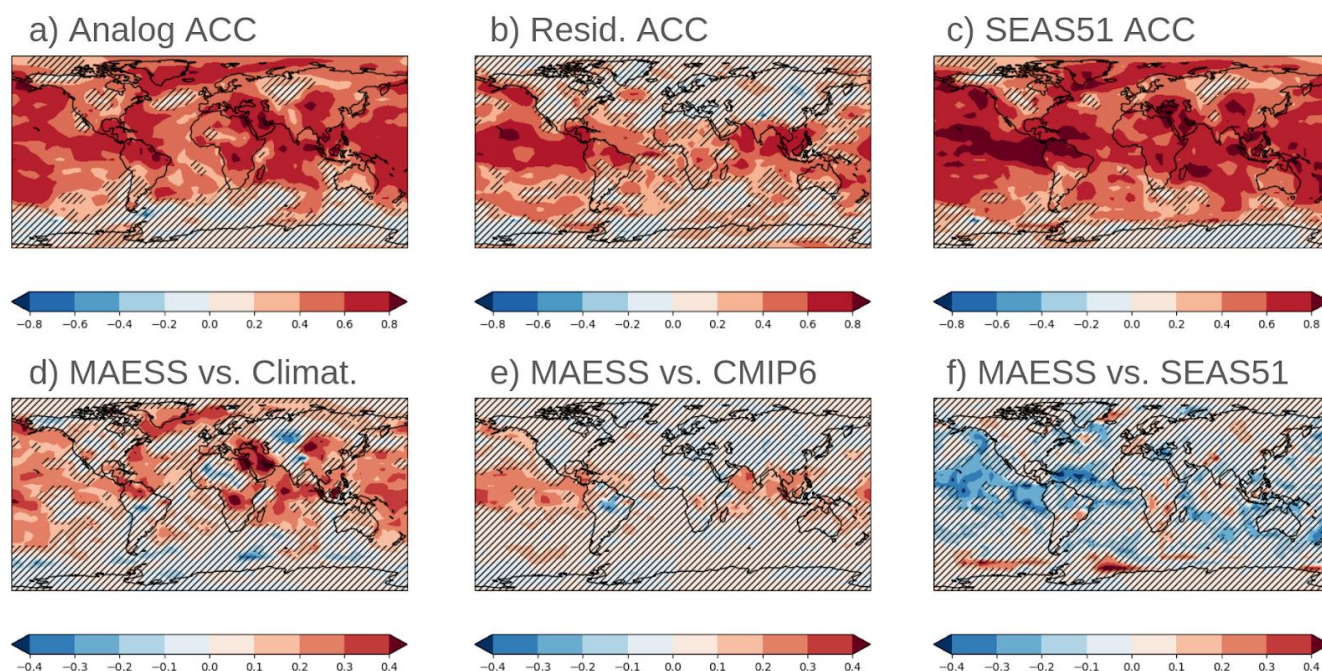 a) Analog ACC
b) Resid. ACC
c) SEAS51 ACC
−0.8 −0.6 −0.4 −0.2 0.0 0.2 0.4 0.6 0.8
−0.8 −0.6 −0.4 −0.2 0.0 0.2 0.4 0.6 0.8
−0.8 −0.6 −0.4 −0.2 0.0 0.2 0.4 0.6 0.8
d) MAESS vs. Climat.
e) MAESS vs. CMIP6
f) MAESS vs. SEAS51
−0.4 −0.3 −0.2 −0.1 0.0 0.1 0.2 0.3 0.4
−0.4 −0.3 −0.2 −0.1 0.0 0.1 0.2 0.3 0.4
−0.4 −0.3 −0.2 −0.1 0.0 0.1 0.2 0.3 0.4